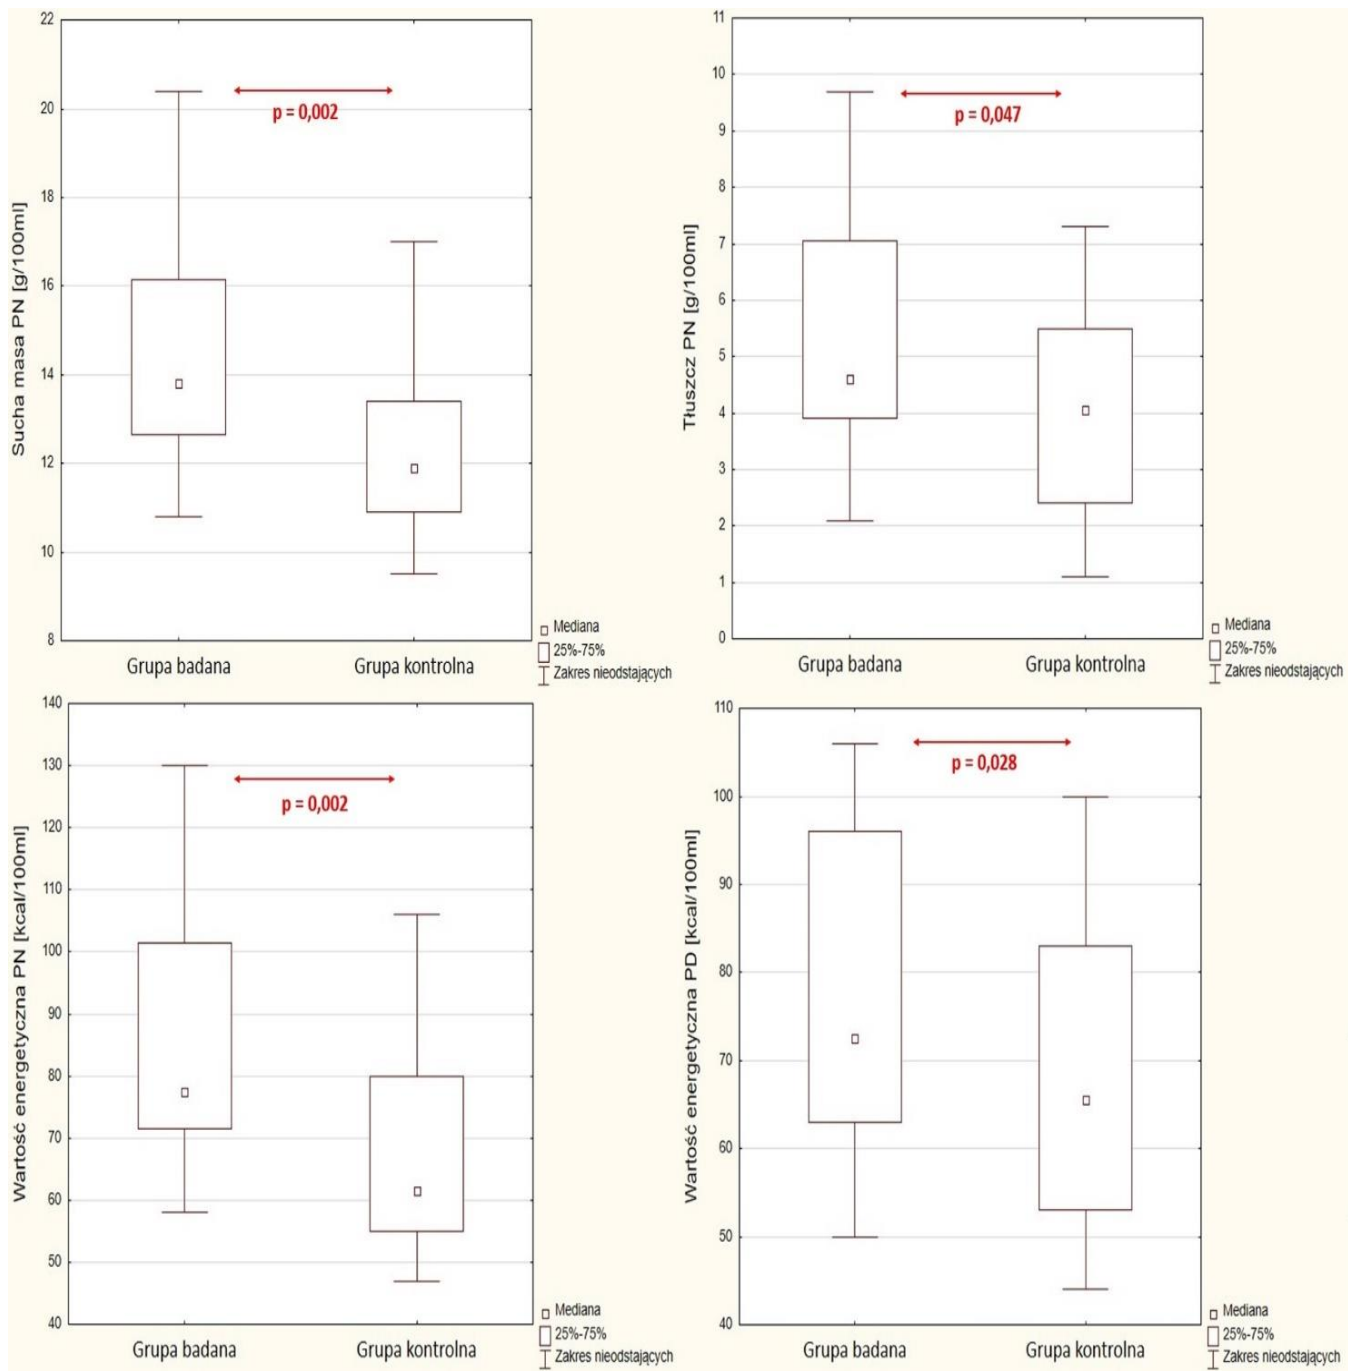 Sucha masa PN [g/100ml]
22
20
18
16
14
12
10
8
p = 0,002
Grupa badana
Grupa kontrolna
Mediana
25%-75%
Zakres nieodstających
Tłuszcz PN [g/100ml]
11
10
9
8
7
6
5
4
3
2
1
0
p = 0,047
Grupa badana
Grupa kontrolna
Mediana
25%-75%
Zakres nieodstających
Wartość energetyczna PN [kcal/100ml]
140
130
120
110
100
90
80
70
60
50
40
p = 0,002
Grupa badana
Grupa kontrolna
Mediana
25%-75%
Zakres nieodstających
Wartość energetyczna PD [kcal/100ml]
110
100
90
80
70
60
50
40
p = 0,028
Grupa badana
Grupa kontrolna
Mediana
25%-75%
Zakres nieodstających